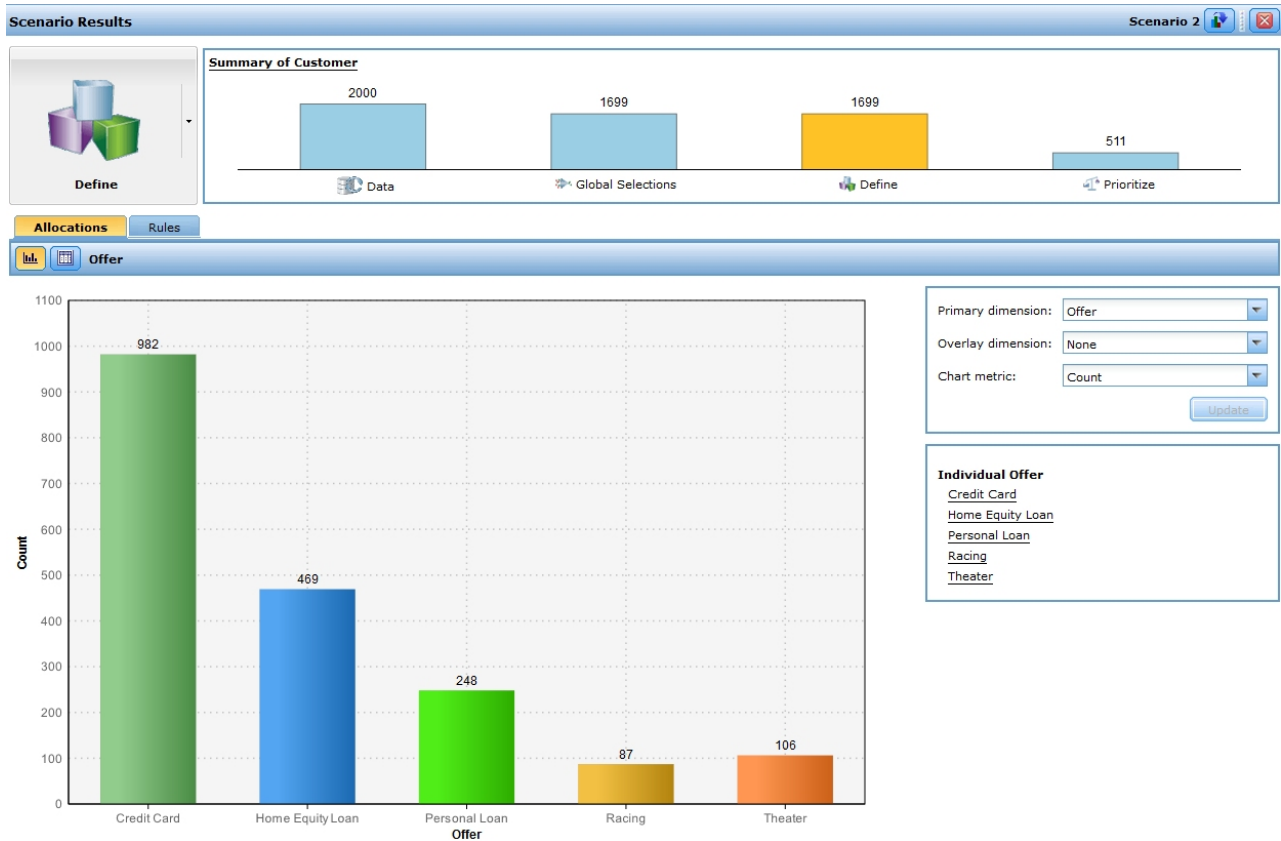 Scenario Results
Scenario 2
Define
Summary of Customer
2000
1699
1699
511
Data
Global Selections
Define
Prioritize
Allocations
Rules
Offer
1100
1000
900
800
700
600
500
400
300
200
100
0
Count
982
469
248
87
106
Credit Card
Home Equity Loan
Personal Loan
Racing
Theater
Offer
Primary dimension: Offer
Overlay dimension: None
Chart metric: Count
Update
Individual Offer
Credit Card
Home Equity Loan
Personal Loan
Racing
Theater